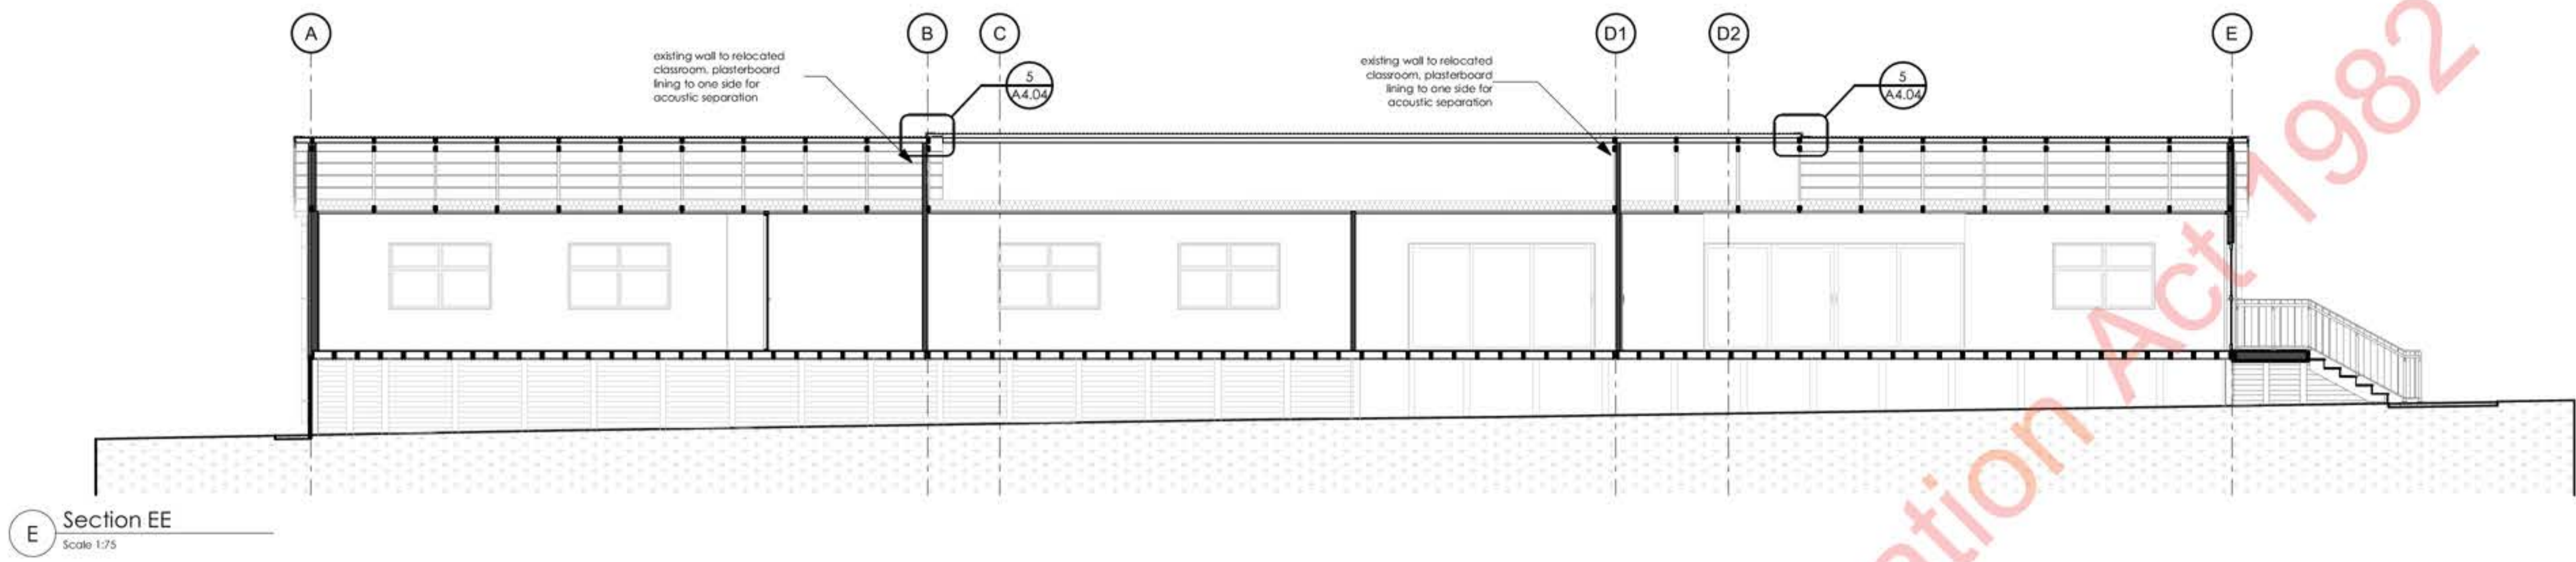 A
B
C
D1
D2
E
existing wall to relocated
classroom, plasterboard
lining to one side for
acoustic separation
5
A4.04
existing wall to relocated
classroom, plasterboard
lining to one side for
acoustic separation
5
A4.04
E
Section EE
Scale 1:75
ation Act 1982